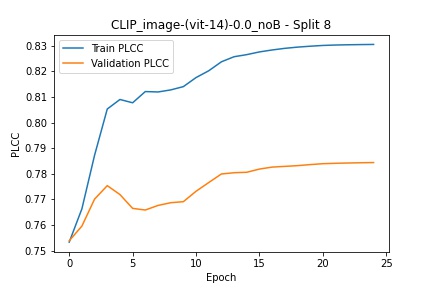 CLIP_image-(vit-14)-0.0_noB - Split 8
Train PLCC
Validation PLCC
0.83
0.82
0.81
0.80
0.79
0.78
0.77
0.76
0.75
PLCC
0 5 10 15 20 25
Epoch